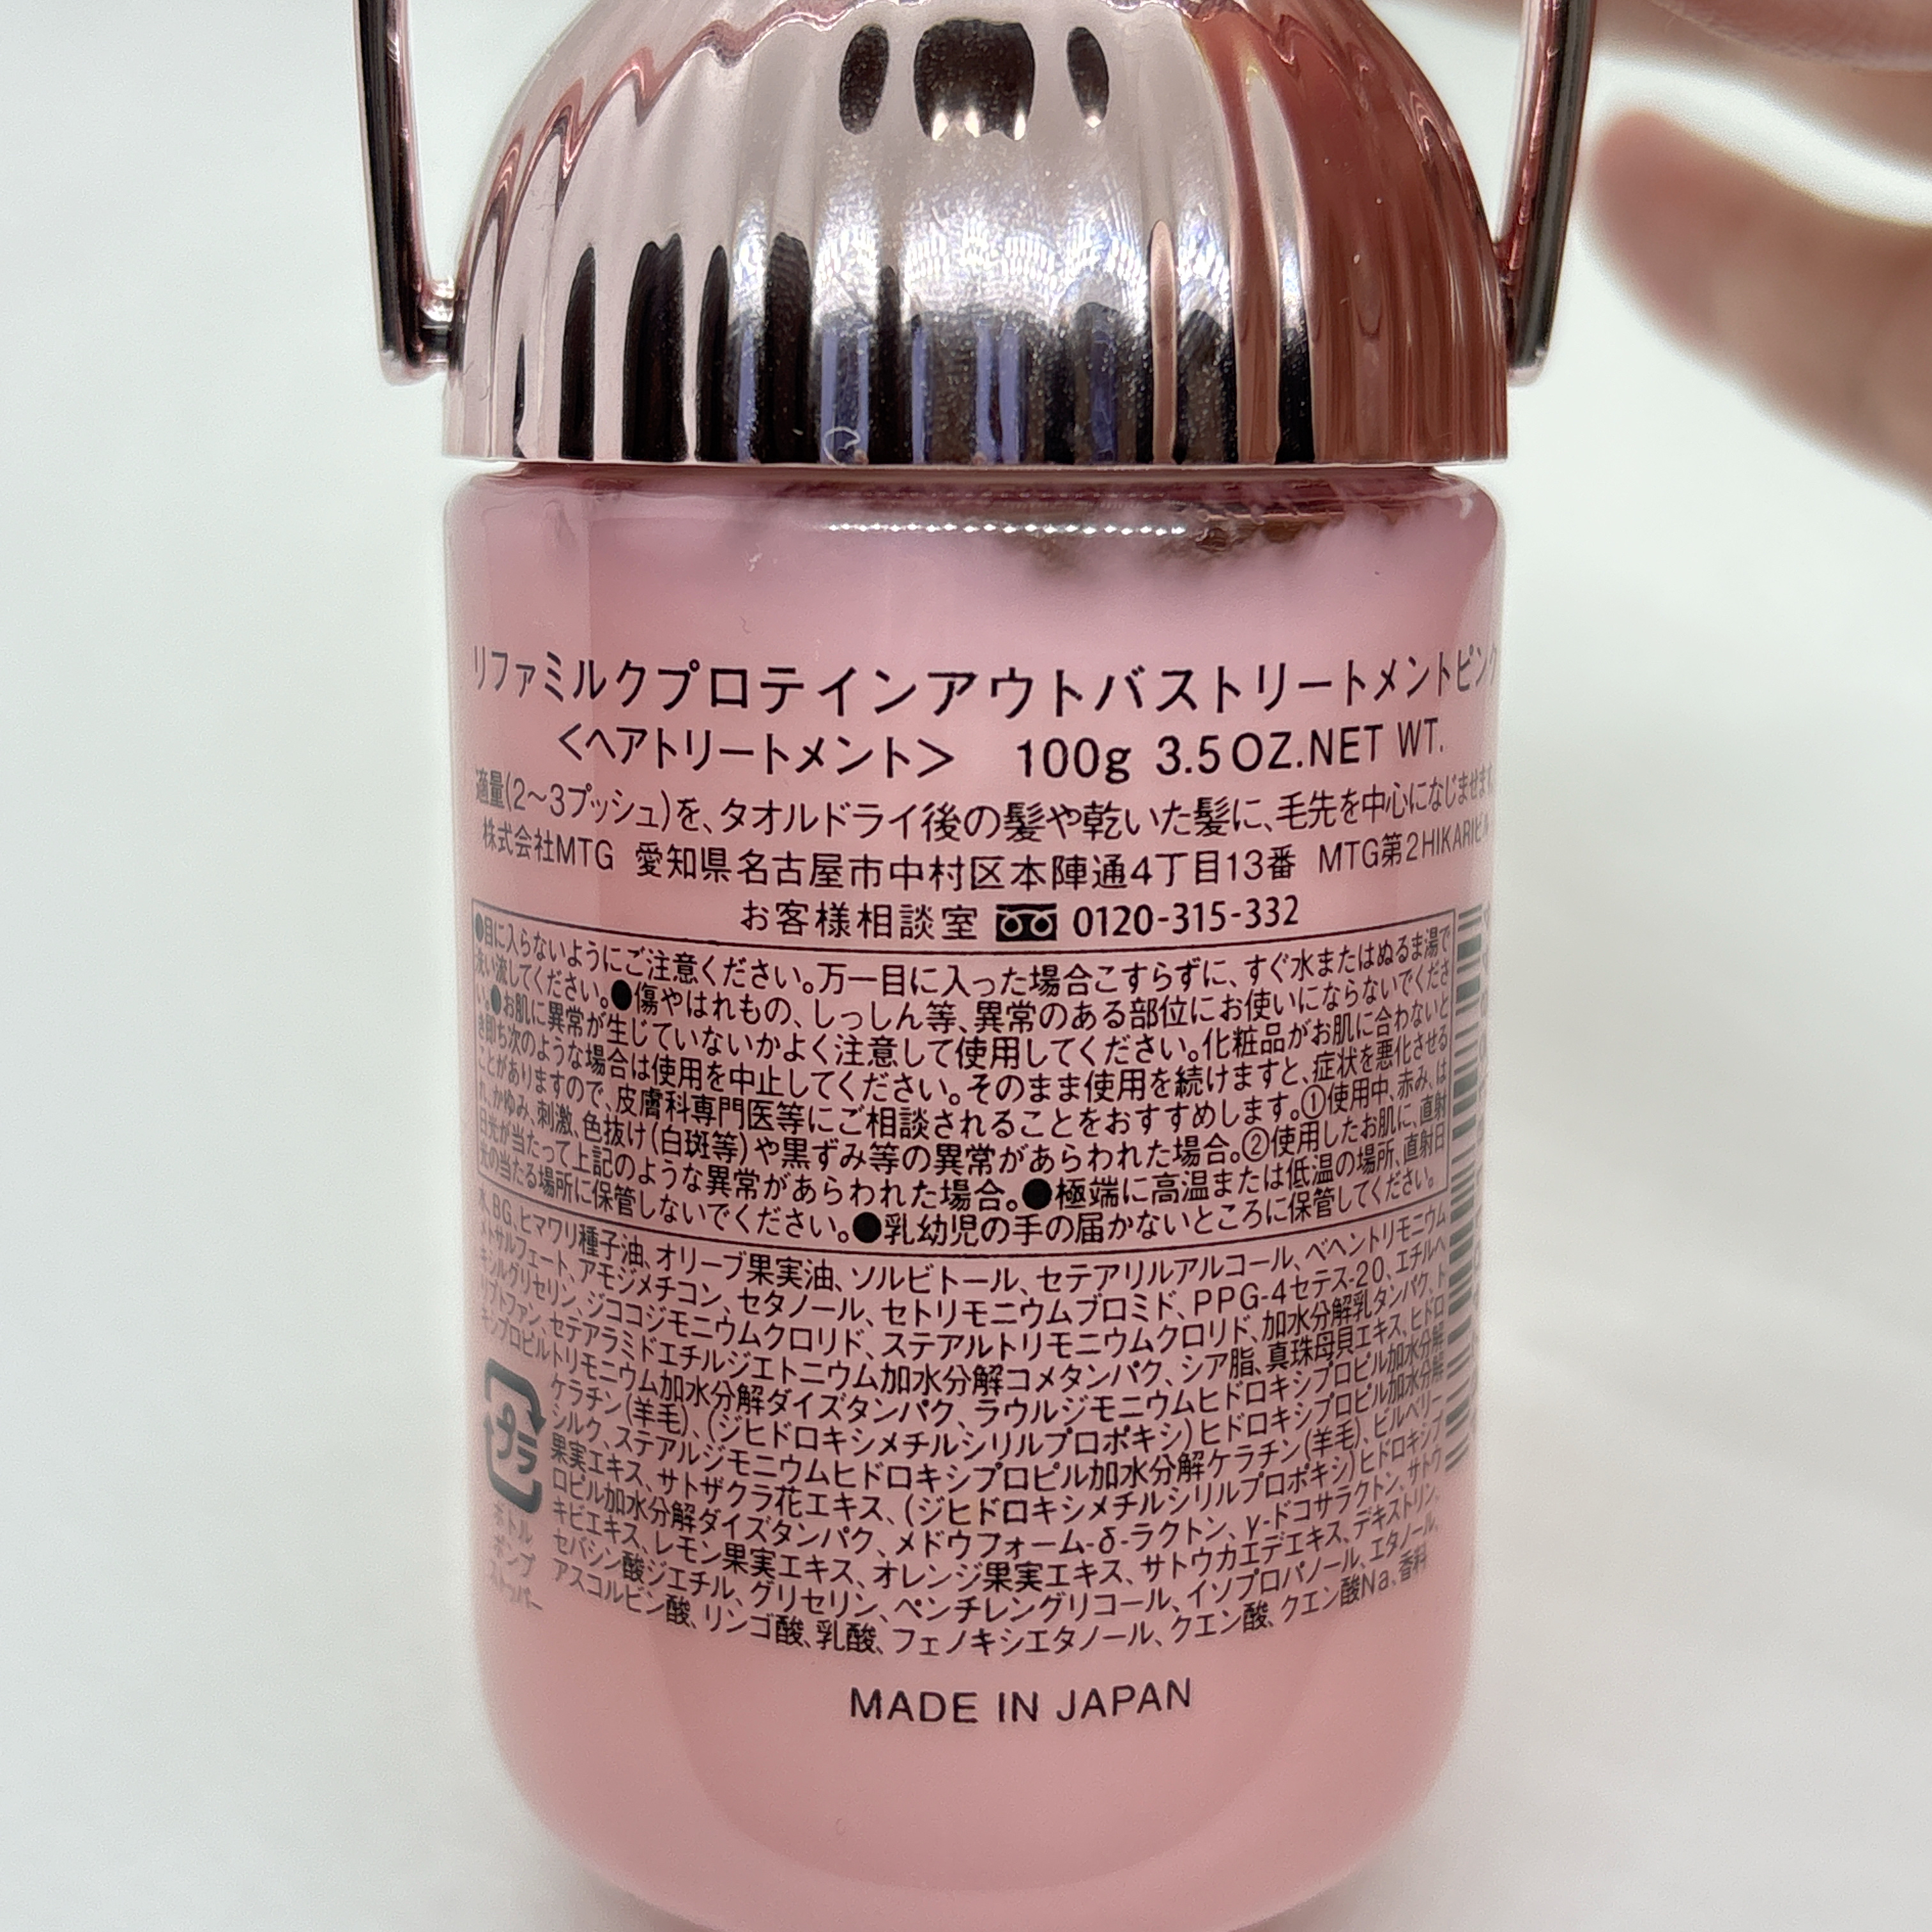 リファミルクプロテインアウトバストリートメントピンク
<ヘアトリートメント> 100g 3.5OZ.NET WT.
適量(2～3プッシュ)を、タオルドライ後の髪や乾いた髪に、毛先を中心になじませます
株式会社MTG 愛知県名古屋市中村区本陣通4丁目13番 MTG第2HIKARIビル
お客様相談室 0120-315-332
●目に入らないようにご注意ください。万一目に入った場合こすらずに、すぐ水またはぬるま湯で
洗い流してください。●傷やはれもの、しっしん等、異常のある部位にお使いにならないでくださ
い。●お肌に異常が生じていないかよく注意して使用してください。化粧品がお肌に合わないと
き即ち次のような場合は使用を中止してください。そのまま使用を続けますと、症状を悪化させる
ことがありますので、皮膚科専門医等にご相談されることをおすすめします。①使用中、赤み、は
れ、かゆみ、刺激、色抜け(白斑等)や黒ずみ等の異常があらわれた場合。②使用したお肌に、直射
日光が当たって上記のような異常があらわれた場合。●極端に高温または低温の場所、直射日
光の当たる場所に保管しないでください。●乳幼児の手の届かないところに保管してください。
水、BG、ヒマワリ種子油、オリーブ果実油、ソルビトール、セテアリルアルコール、ベヘントリモニウム
メトサルフェート、アモジメチコン、セタノール、セトリモニウムブロミド、PPG-4セテス-20、エチルヘ
キシルグリセリン、ジココジモニウムクロリド、ステアルトリモニウムクロリド、加水分解乳タンパク、ト
リプトファン、セテアラミドエチルジエトニウム加水分解コメタンパク、シア脂、真珠母貝エキス、ヒドロ
キシプロピルトリモニウム加水分解ダイズタンパク、ラウルジモニウムヒドロキシプロピル加水分解
ケラチン(羊毛)、(ジヒドロキシメチルシリルプロポキシ)ヒドロキシプロピル加水分解
シルク、ステアルジモニウムヒドロキシプロピル加水分解ケラチン(羊毛)、ビルベリー
果実エキス、サトザクラ花エキス、(ジヒドロキシメチルシリルプロポキシ)ヒドロキシプ
ロピル加水分解ダイズタンパク、メドウフォーム-δ-ラクトン、γ-ドコサラクトン、サトウ
キビエキス、レモン果実エキス、オレンジ果実エキス、サトウカエデエキス、デキストリン、
セバシン酸ジエチル、グリセリン、ペンチレングリコール、イソプロパノール、エタノール、
アスコルビン酸、リンゴ酸、乳酸、フェノキシエタノール、クエン酸、クエン酸Na、香料
プラ
ボトル
ポンプ
ストッパー
MADE IN JAPAN